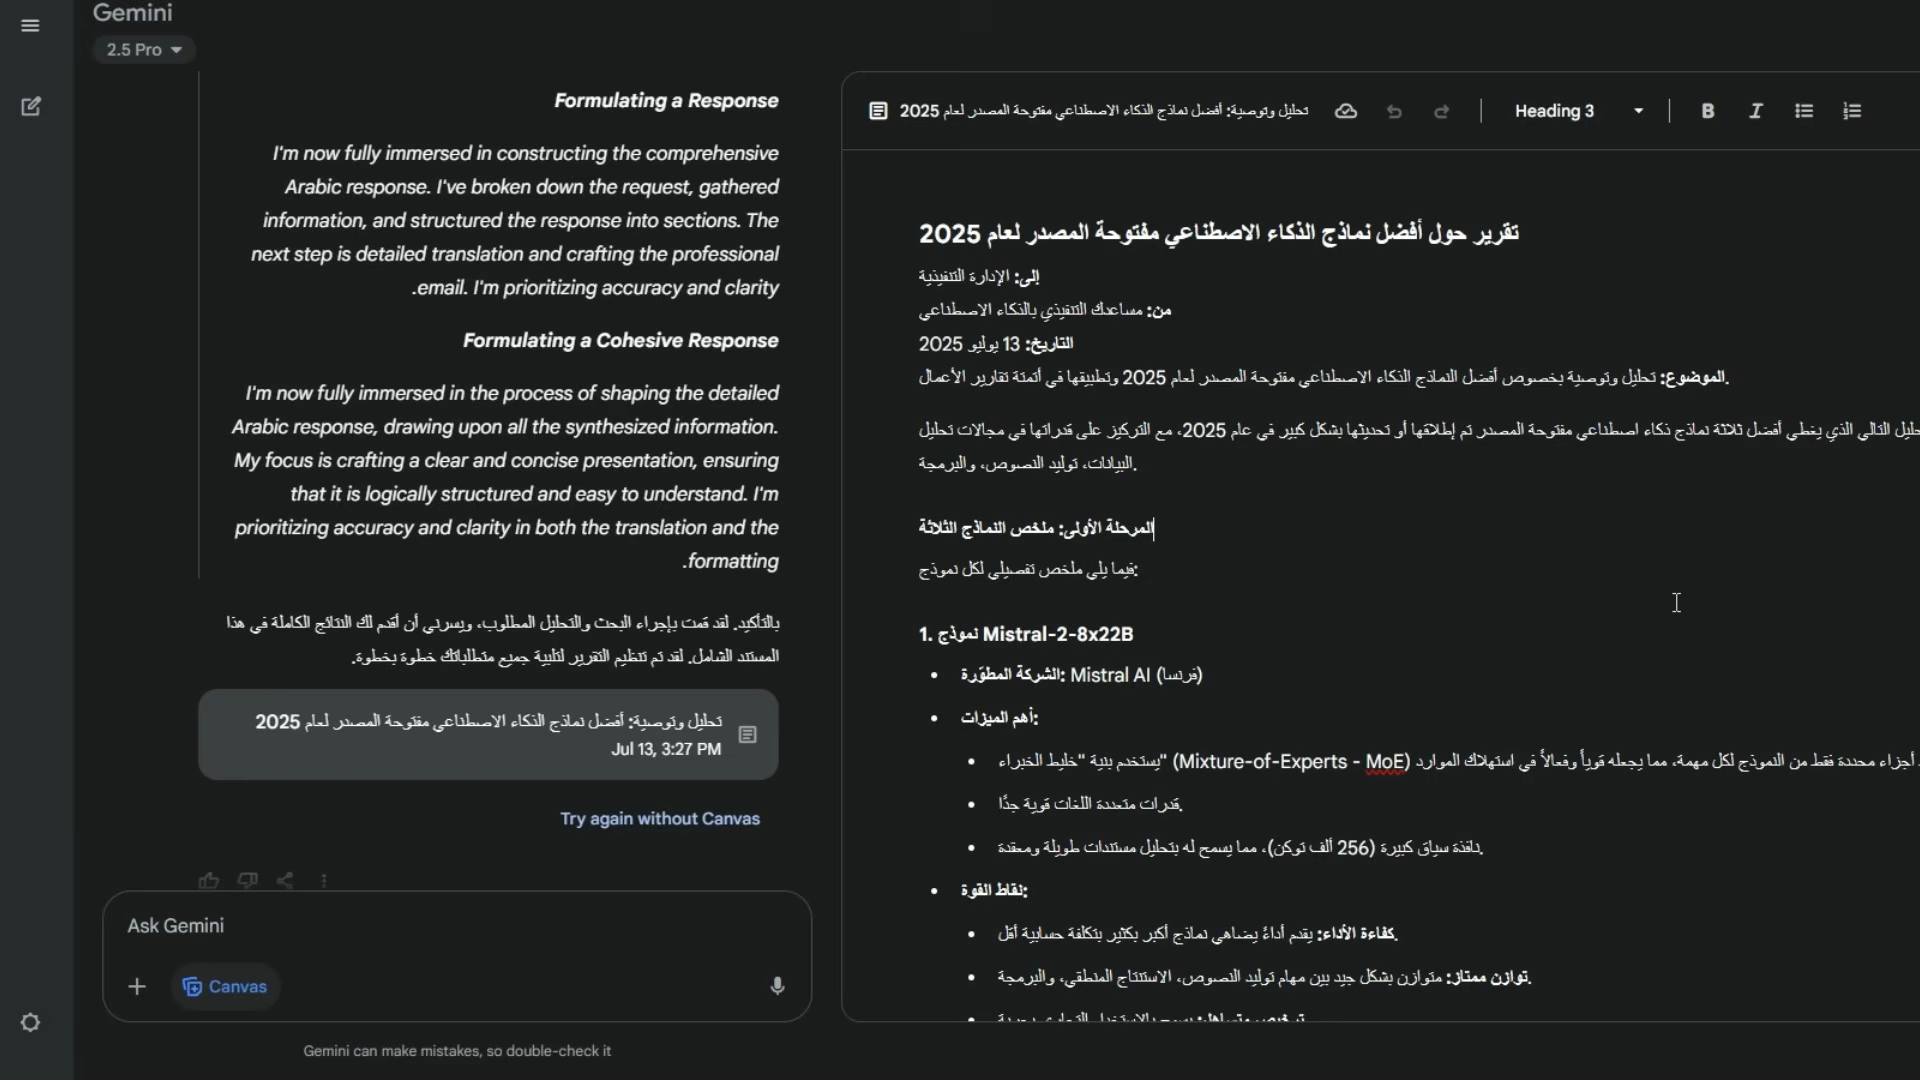 Gemini
2.5 Pro
Formulating a Response
I'm now fully immersed in constructing the comprehensive
Arabic response. I've broken down the request, gathered
information, and structured the response into sections. The
next step is detailed translation and crafting the professional
.email. I'm prioritizing accuracy and clarity
Formulating a Cohesive Response
I'm now fully immersed in the process of shaping the detailed
Arabic response, drawing upon all the synthesized information.
My focus is crafting a clear and concise presentation, ensuring
that it is logically structured and easy to understand. I'm
prioritizing accuracy and clarity in both the translation and the
.formatting
بالتأكيد. لقد قمت بإجراء البحث والتحليل المطلوب، ويسرني أن أقدم لك النتائج الكاملة في هذا
المستند الشامل. لقد تم تنظيم التقرير لتلبية جميع متطلباتك خطوة بخطوة.
تحليل وتوصية: أفضل نماذج الذكاء الاصطناعي مفتوحة المصدر لعام 2025
Jul 13, 3:27 PM
Try again without Canvas
Ask Gemini
Canvas
Gemini can make mistakes, so double-check it
تحليل وتوصية: أفضل نماذج الذكاء الاصطناعي مفتوحة المصدر لعام 2025
Heading 3
B I
تقرير حول أفضل نماذج الذكاء الاصطناعي مفتوحة المصدر لعام 2025
إلى: الإدارة التنفيذية
من: مساعدك التنفيذي بالذكاء الاصطناعي
التاريخ: 13 يوليو 2025
الموضوع: تحليل وتوصية بخصوص أفضل النماذج الذكاء الاصطناعي مفتوحة المصدر لعام 2025 وتطبيقها في أتمتة تقارير الأعمال.
التالي الذي يغطي أفضل ثلاثة نماذج ذكاء اصطناعي مفتوحة المصدر تم إطلاقها أو تحديثها بشكل كبير في عام 2025، مع التركيز على قدراتها في مجالات تحليل
البيانات، توليد النصوص، والبرمجة.
المرحلة الأولى: ملخص النماذج الثلاثة
فيما يلي ملخص تفصيلي لكل نموذج:
1. نموذج Mistral-2-8x22B
الشركة المطوّرة: Mistral AI (فرنسا)
أهم الميزات:
يستخدم بنية "خليط الخبراء" (Mixture-of-Experts - MoE) أجزاء محددة فقط من النموذج لكل مهمة، مما يجعله قوياً وفعالاً في استهلاك الموارد
قدرات متعددة اللغات قوية جدًا.
نافذة سياق كبيرة (256 ألف توكن)، مما يسمح له بتحليل مستندات طويلة ومعقدة.
نقاط القوة:
كفاءة الأداء: يقدم أداءً يضاهي نماذج أكبر بكثير بتكلفة حسابية أقل.
توازن ممتاز: متوازن بشكل جيد بين مهام توليد النصوص، الاستنتاج المنطقي، والبرمجة.